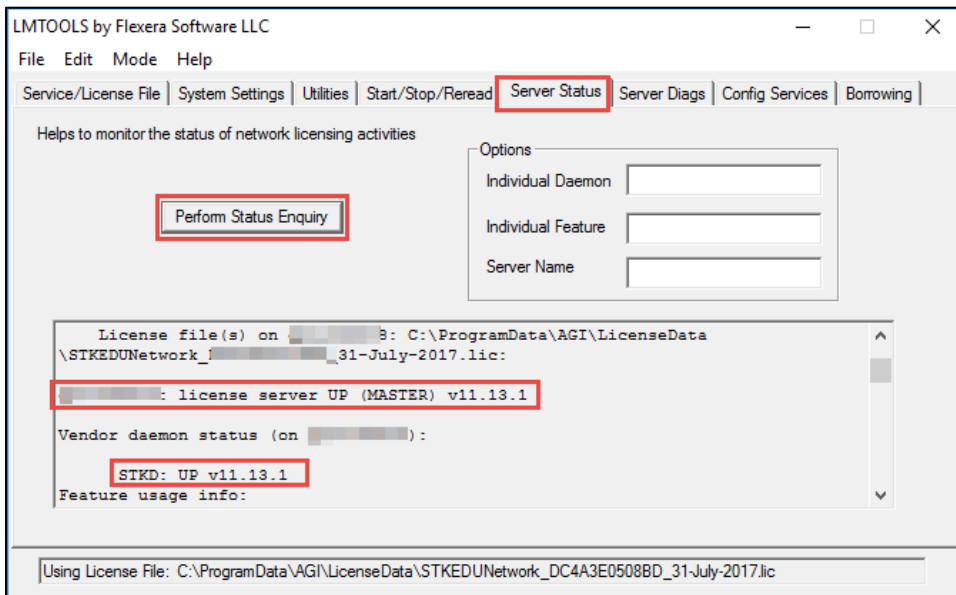 LMTOOLS by Flexera Software LLC
File Edit Mode Help
Service/License File System Settings Utilities Start/Stop/Reread Server Status Server Diags Config Services Borrowing
Helps to monitor the status of network licensing activities
Options
Individual Daemon
Perform Status Enquiry
Individual Feature
Server Name
License file(s) on 8: C:\ProgramData\AGI\LicenseData
\STKEDUNetwork_ _31-July-2017.lic:
: license server UP (MASTER) v11.13.1
Vendor daemon status (on ):
STKD: UP v11.13.1
Feature usage info:
Using License File: C:\ProgramData\AGI\LicenseData\STKEDUNetwork_DC4A3E0508BD_31-July-2017.lic